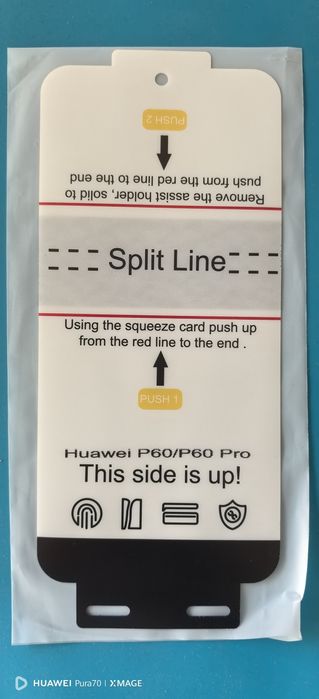 PUSH 2
Remove the assist holder, solid to
push from the red line to the end
Split Line
Using the squeeze card push up
from the red line to the end .
PUSH 1
Huawei P60/P60 Pro
This side is up!
HUAWEI Pura70 | XMAGE